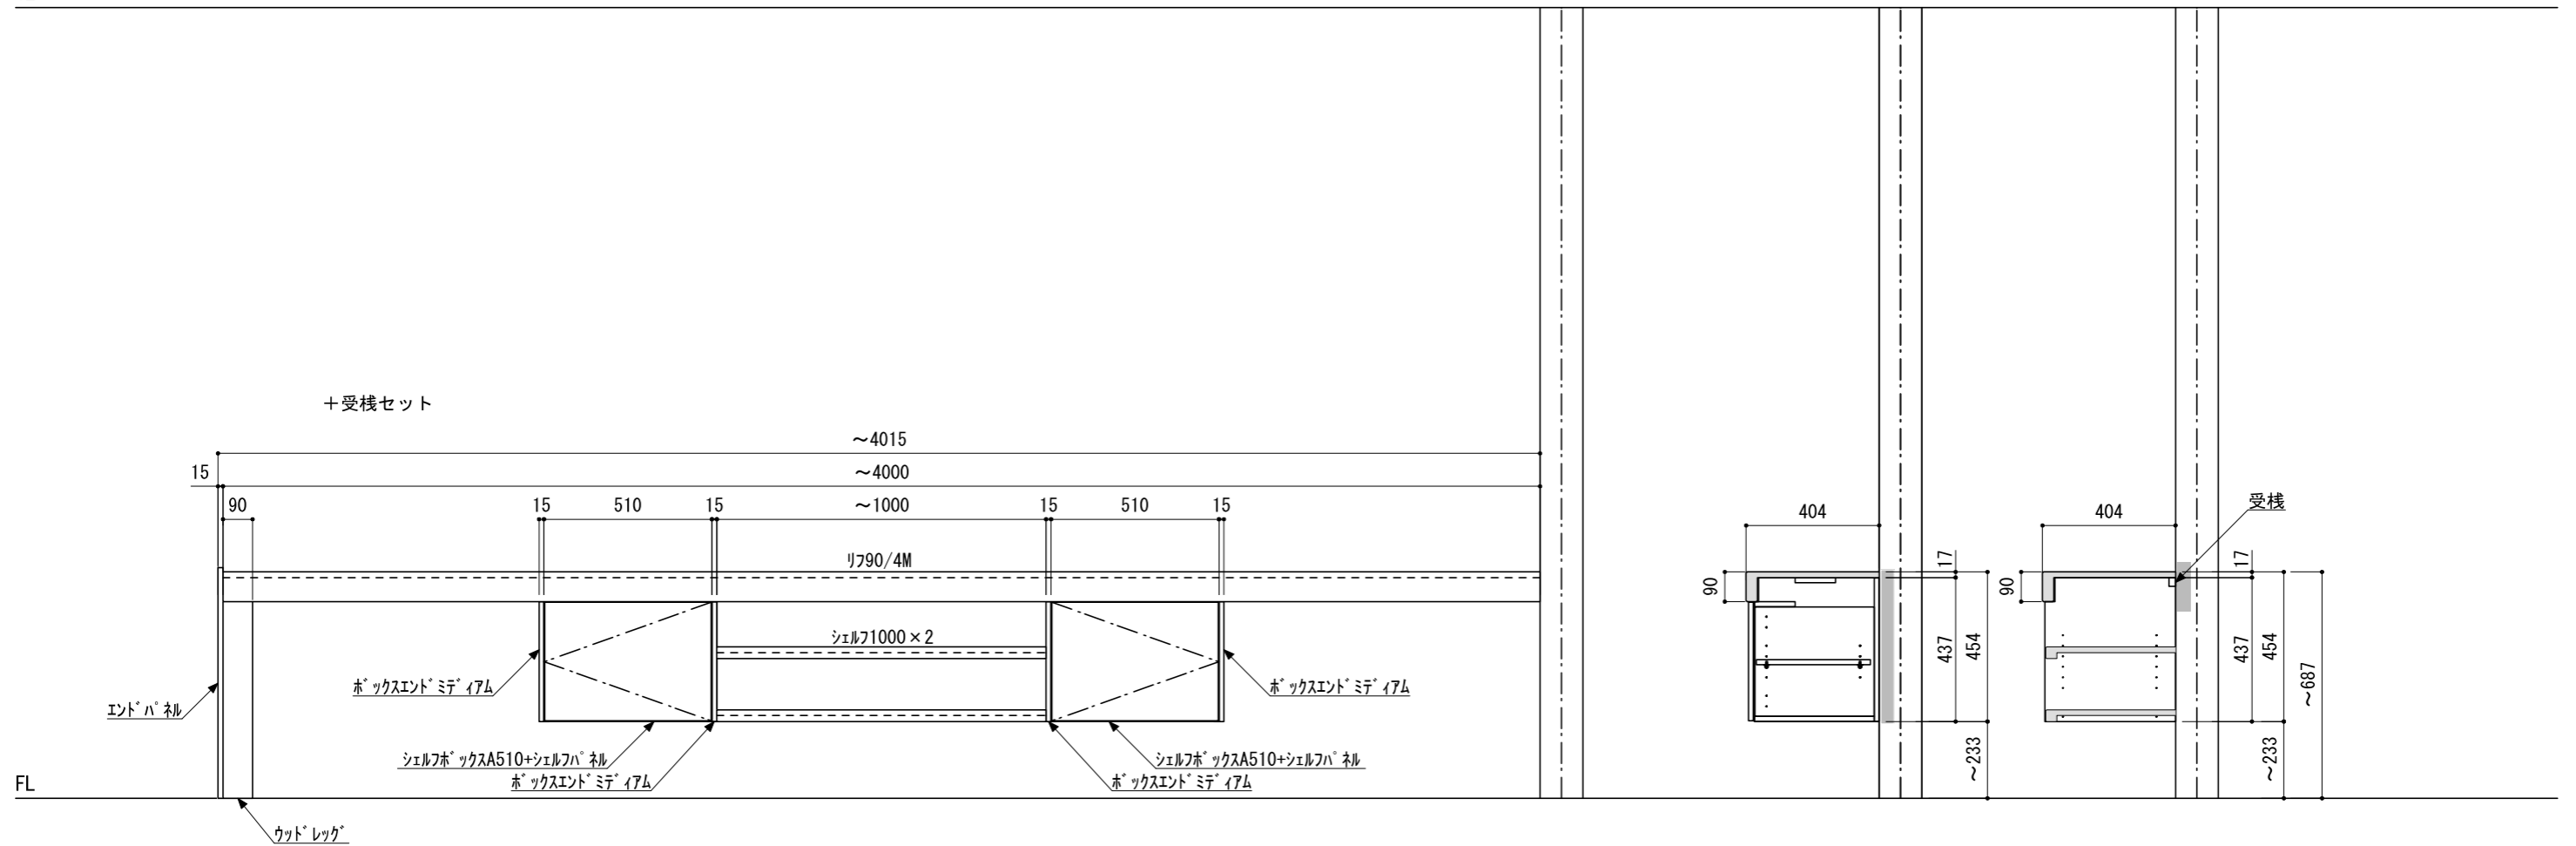 +受桟セット
~4015
15
~4000
90
15
510
15
~1000
15
510
15
リフ90/4M
シェルフ1000×2
ボックスエンドミディアム
ボックスエンドミディアム
エンドパネル
シェルフボックスA510+シェルフパネル
シェルフボックスA510+シェルフパネル
ボックスエンドミディアム
ボックスエンドミディアム
FL
ウッドレッグ
404
90
17
437
454
~233
404
受桟
90
17
437
454
~687
~233